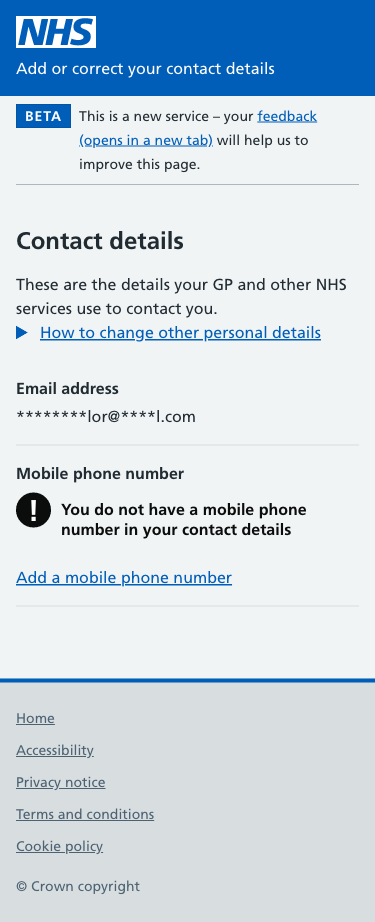 NHS
Add or correct your contact details
BETA This is a new service – your feedback
(opens in a new tab) will help us to
improve this page.
Contact details
These are the details your GP and other NHS
services use to contact you.
How to change other personal details
Email address
********lor@****l.com
Mobile phone number
! You do not have a mobile phone
number in your contact details
Add a mobile phone number
Home
Accessibility
Privacy notice
Terms and conditions
Cookie policy
© Crown copyright